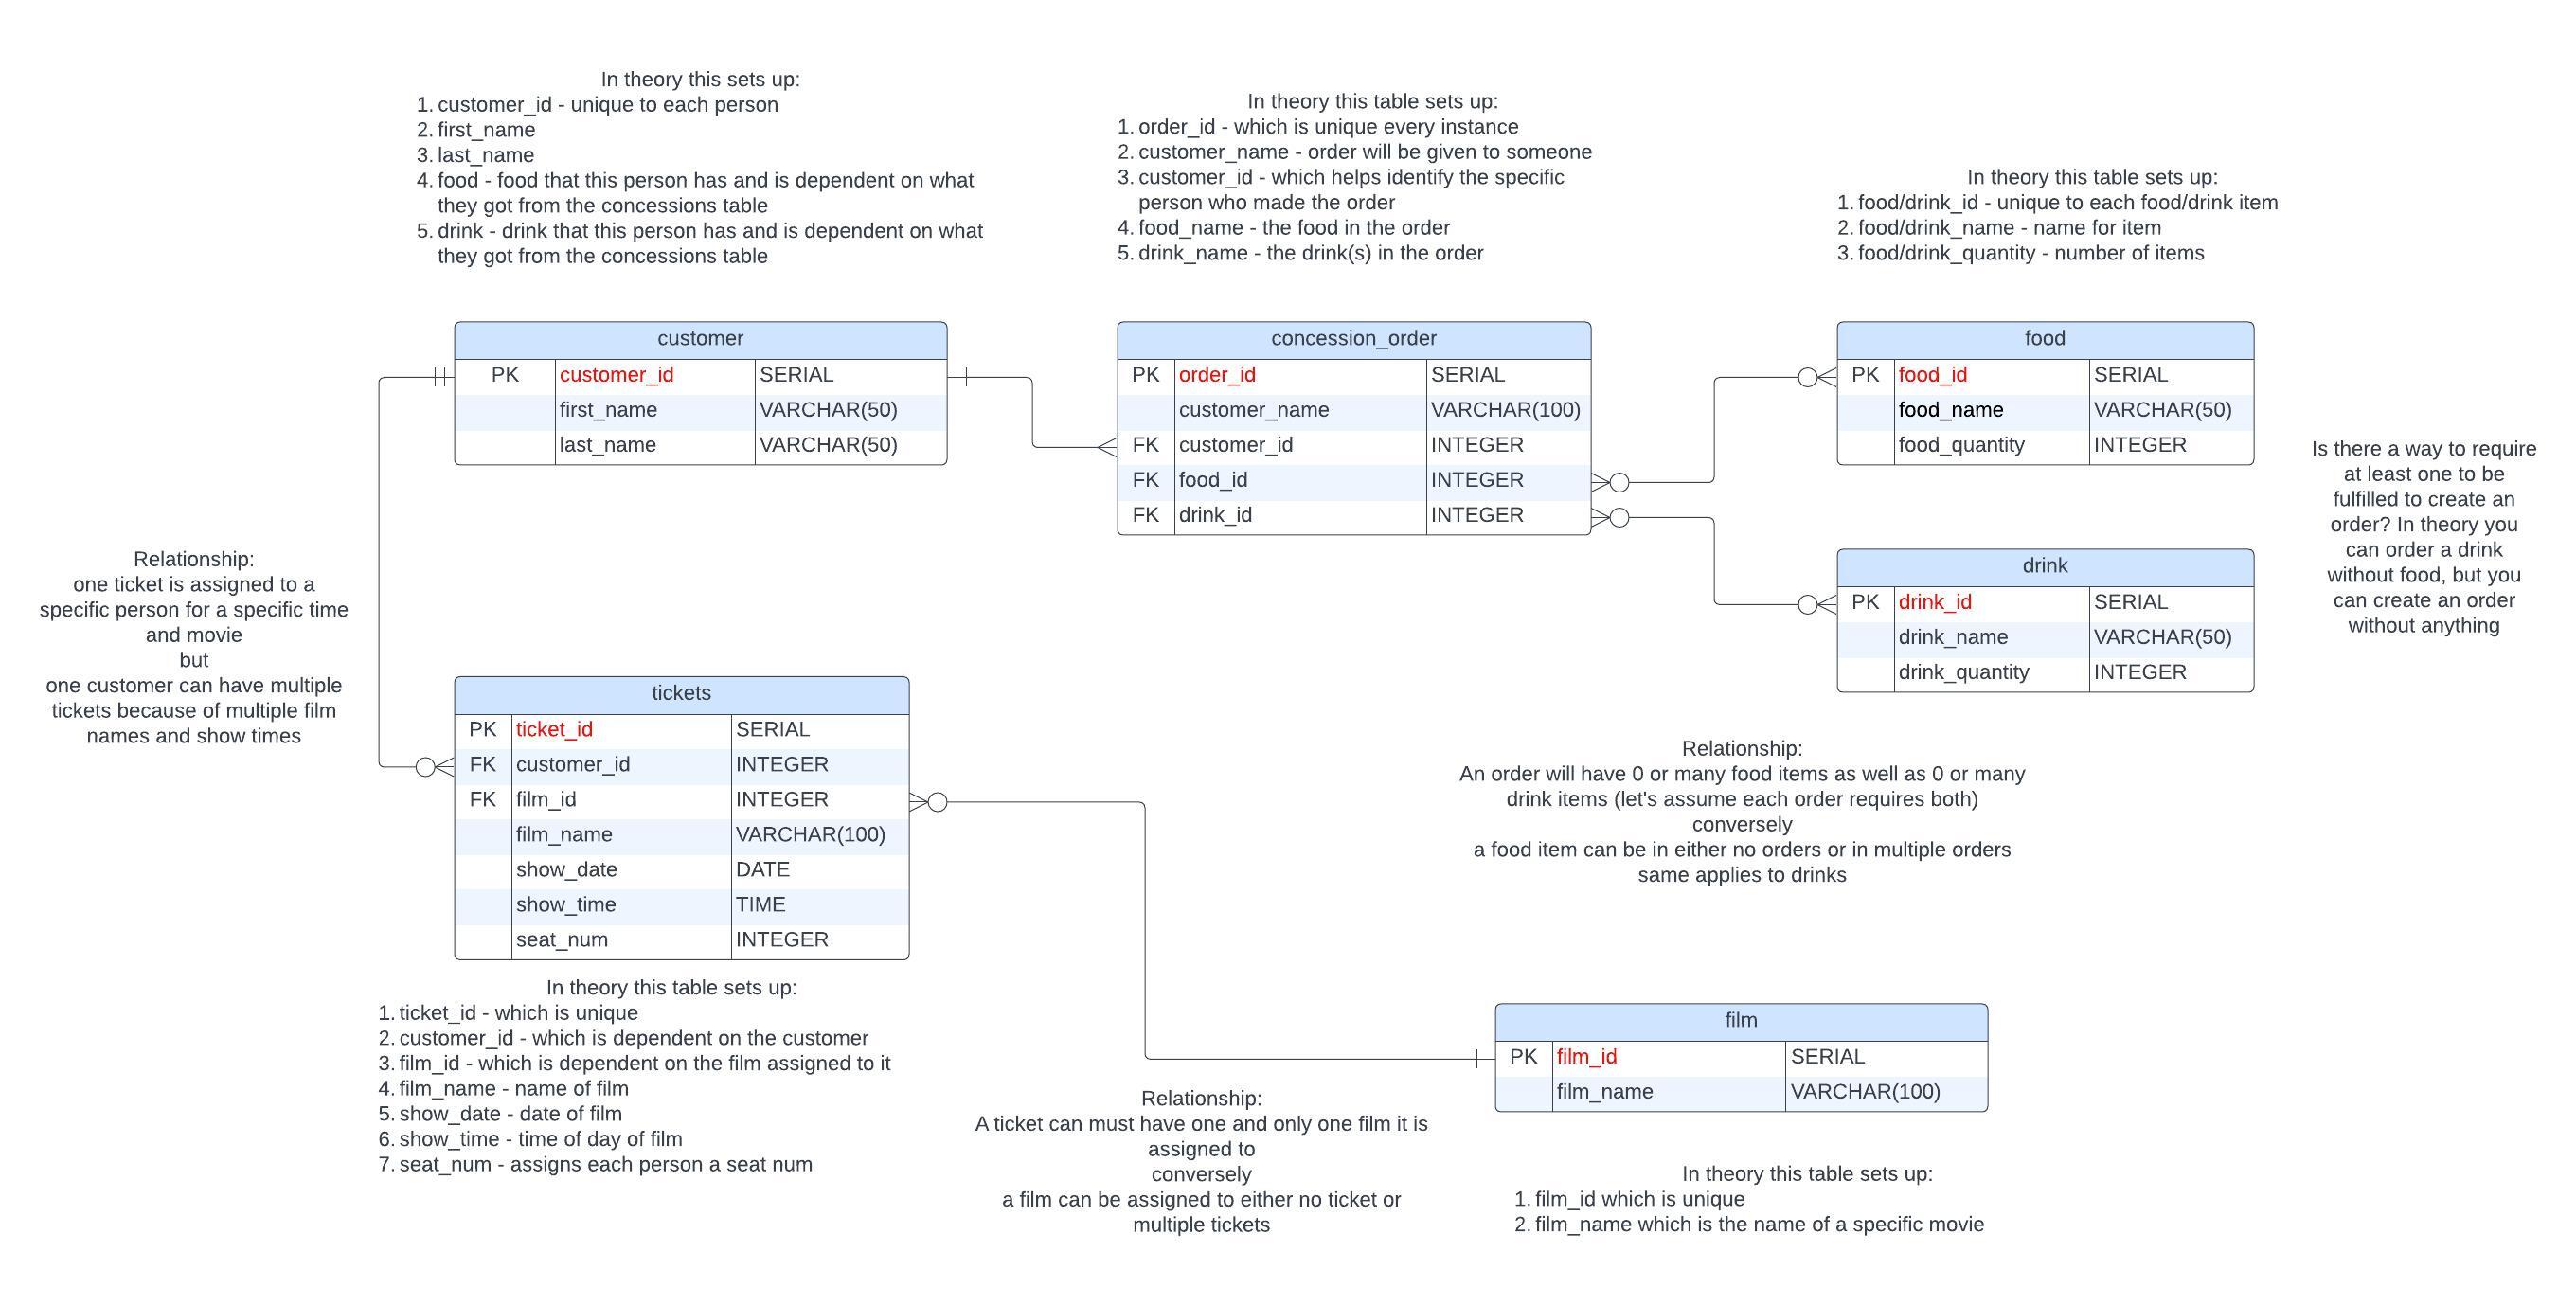 In theory this sets up:
1. customer_id - unique to each person
2. first_name
3. last_name
4. food - food that this person has and is dependent on what
they got from the concessions table
5. drink - drink that this person has and is dependent on what
they got from the concessions table
In theory this table sets up:
1. order_id - which is unique every instance
2. customer_name - order will be given to someone
3. customer_id - which helps identify the specific
person who made the order
4. food_name - the food in the order
5. drink_name - the drink(s) in the order
In theory this table sets up:
1. food/drink_id - unique to each food/drink item
2. food/drink_name - name for item
3. food/drink_quantity - number of items
customer
PK customer_id SERIAL
first_name VARCHAR(50)
last_name VARCHAR(50)
concession_order
PK order_id SERIAL
customer_name VARCHAR(100)
FK customer_id INTEGER
FK food_id INTEGER
FK drink_id INTEGER
food
PK food_id SERIAL
food_name VARCHAR(50)
food_quantity INTEGER
Is there a way to require
at least one to be
fulfilled to create an
order? In theory you
can order a drink
without food, but you
can create an order
without anything
drink
PK drink_id SERIAL
drink_name VARCHAR(50)
drink_quantity INTEGER
Relationship:
one ticket is assigned to a
specific person for a specific time
and movie
but
one customer can have multiple
tickets because of multiple film
names and show times
tickets
PK ticket_id SERIAL
FK customer_id INTEGER
FK film_id INTEGER
film_name VARCHAR(100)
show_date DATE
show_time TIME
seat_num INTEGER
Relationship:
An order will have 0 or many food items as well as 0 or many
drink items (let's assume each order requires both)
conversely
a food item can be in either no orders or in multiple orders
same applies to drinks
In theory this table sets up:
1. ticket_id - which is unique
2. customer_id - which is dependent on the customer
3. film_id - which is dependent on the film assigned to it
4. film_name - name of film
5. show_date - date of film
6. show_time - time of day of film
7. seat_num - assigns each person a seat num
Relationship:
A ticket can must have one and only one film it is
assigned to
conversely
a film can be assigned to either no ticket or
multiple tickets
film
PK film_id SERIAL
film_name VARCHAR(100)
In theory this table sets up:
1. film_id which is unique
2. film_name which is the name of a specific movie